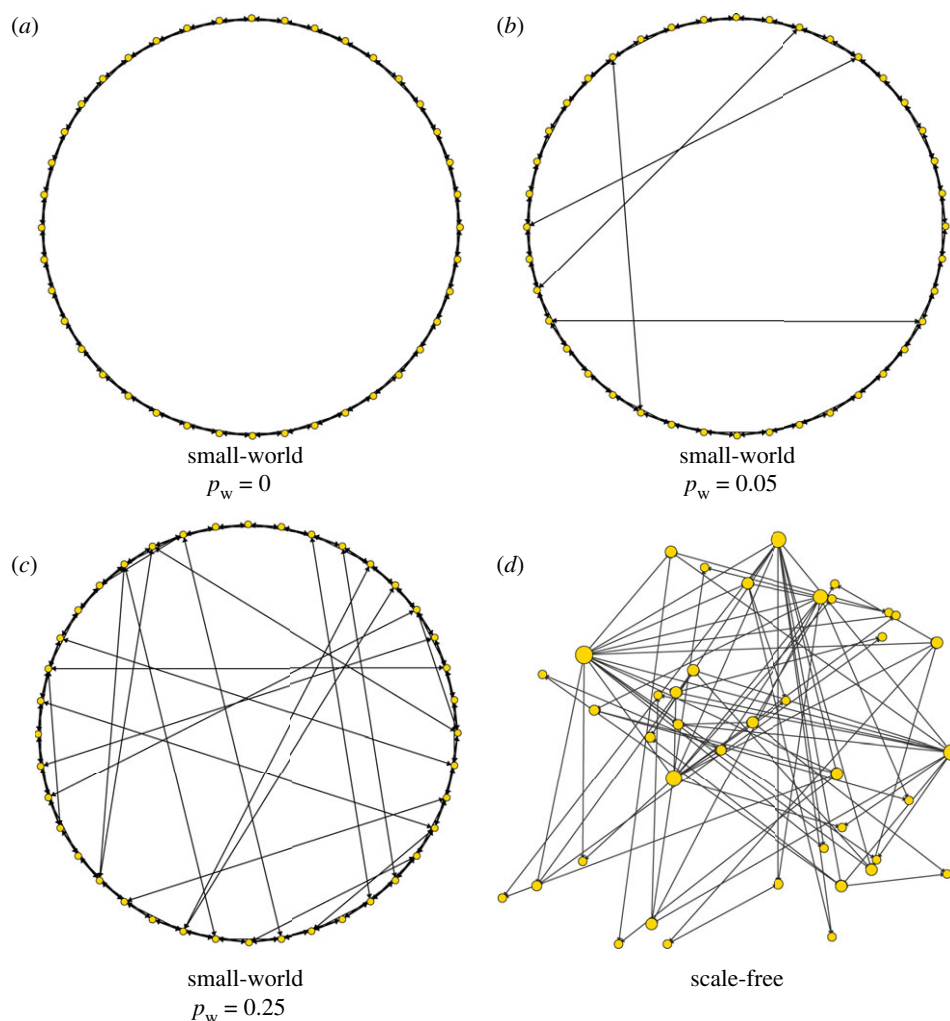 (a)
small-world
p_w = 0
(b)
small-world
p_w = 0.05
(c)
small-world
p_w = 0.25
(d)
scale-free